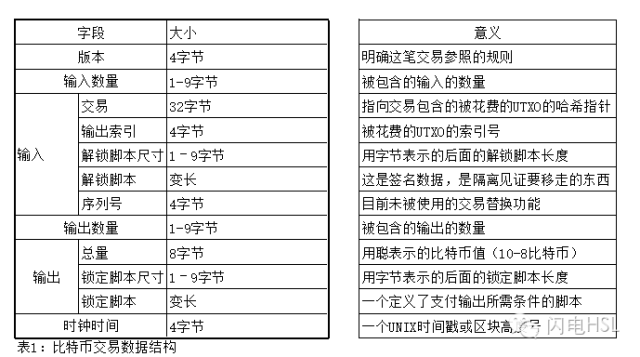 字段 大小 意义
版本 4字节 明确这笔交易参照的规则
输入数量 1-9字节 被包含的输入的数量
交易 32字节 指向交易包含的被花费的UTXO的哈希指针
输出索引 4字节 被花费的UTXO的索引号
输入 解锁脚本尺寸 1－9字节 用字节表示的后面的解锁脚本长度
解锁脚本 变长 这是签名数据，是隔离见证要移走的东西
序列号 4字节 目前未被使用的交易替换功能
输出数量 1-9字节 被包含的输出的数量
总量 8字节 用聪表示的比特币值（10-8比特币）
输出 锁定脚本尺寸 1－9字节 用字节表示的后面的锁定脚本长度
锁定脚本 变长 一个定义了支付输出所需条件的脚本
时钟时间 4字节 一个UNIX时间戳或区块高 号
表1：比特币交易数据结构
闪电HSL